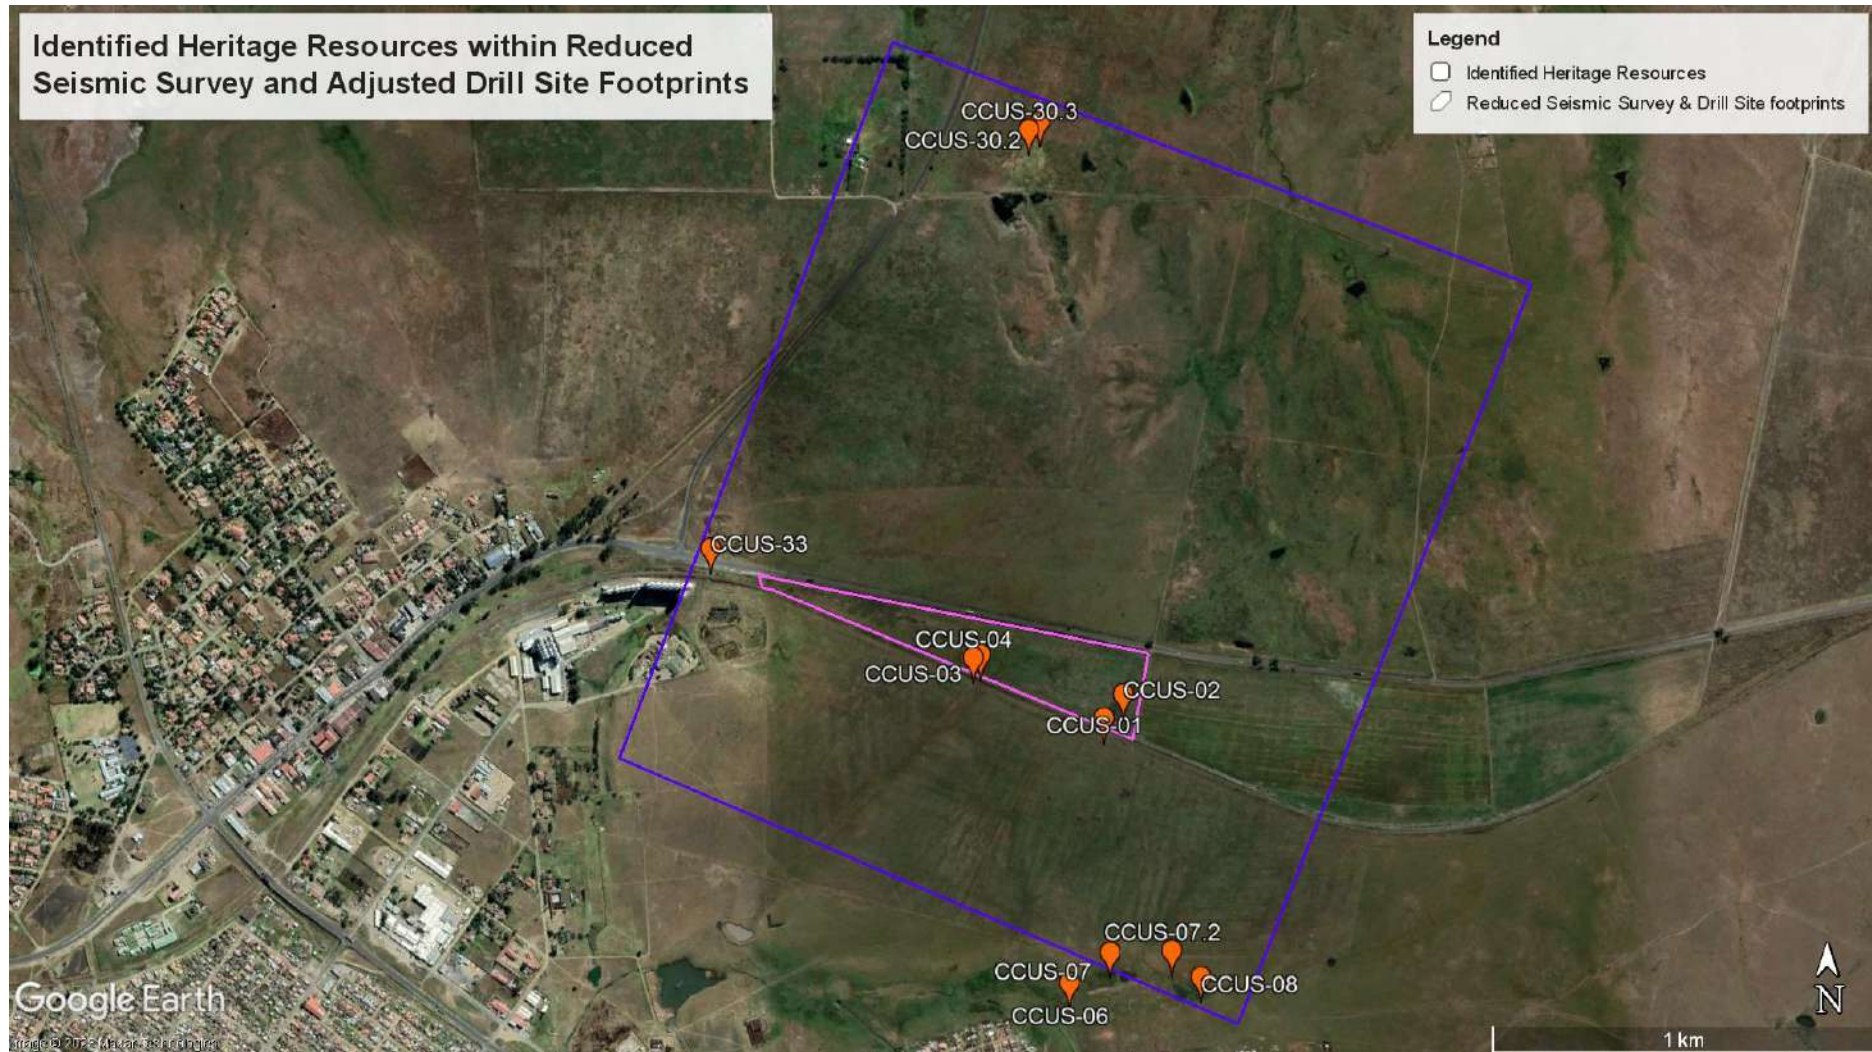 Identified Heritage Resources within Reduced
Seismic Survey and Adjusted Drill Site Footprints
Legend
Identified Heritage Resources
Reduced Seismic Survey & Drill Site footprints
CCUS-30.3
CCUS-30.2
CCUS-33
CCUS-04
CCUS-03
CCUS-02
CCUS-01
CCUS-07.2
CCUS-07
CCUS-08
CCUS-06
Google Earth
N
1 km